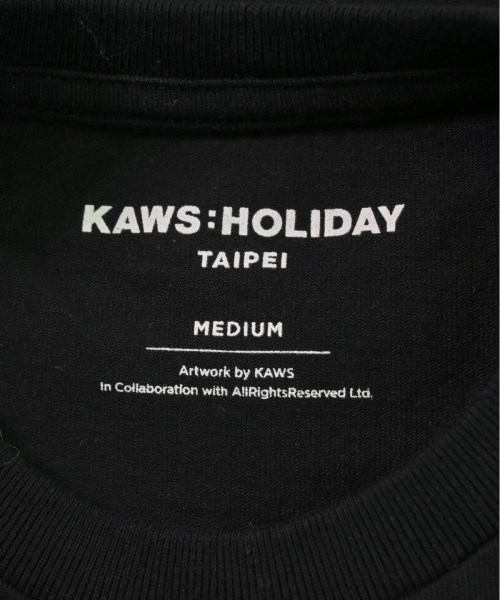 KAWS:HOLIDAY
TAIPEI
MEDIUM
Artwork by KAWS
In Collaboration with AllRightsReserved Ltd.